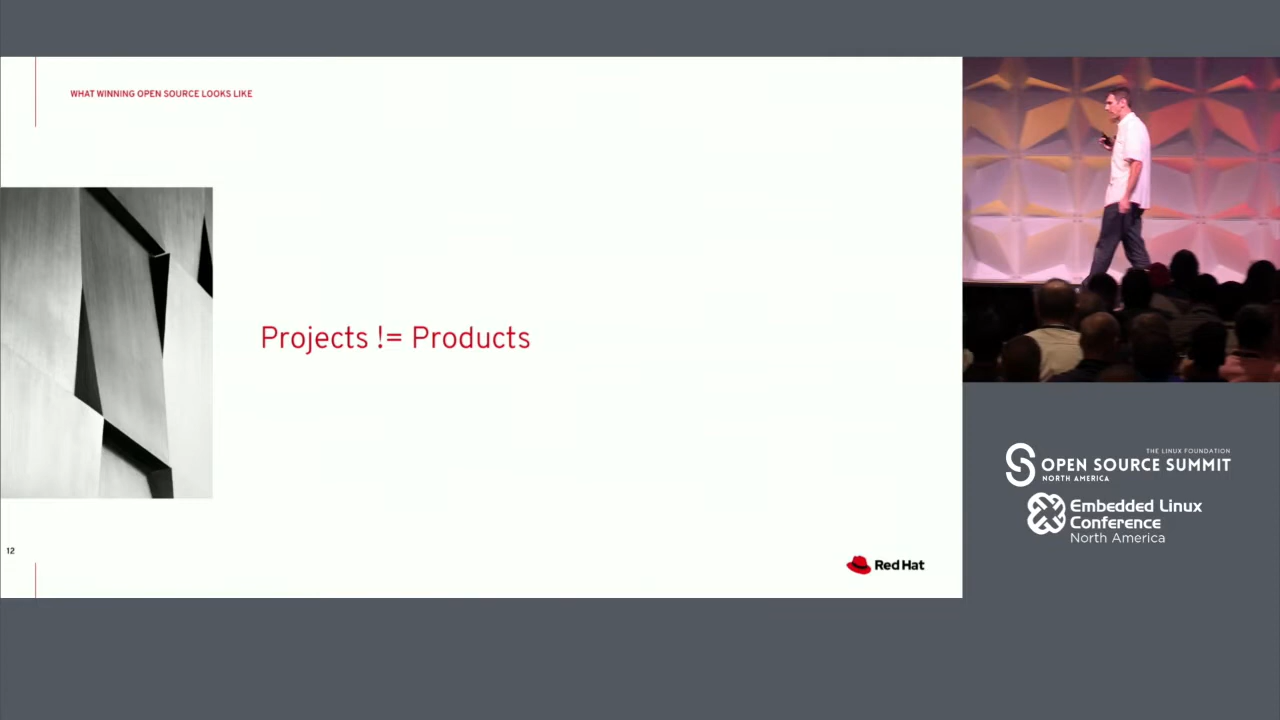 WHAT WINNING OPEN SOURCE LOOKS LIKE
Projects != Products
12
Red Hat
THE LINUX FOUNDATION
OPEN SOURCE SUMMIT
NORTH AMERICA
Embedded Linux
Conference
North America